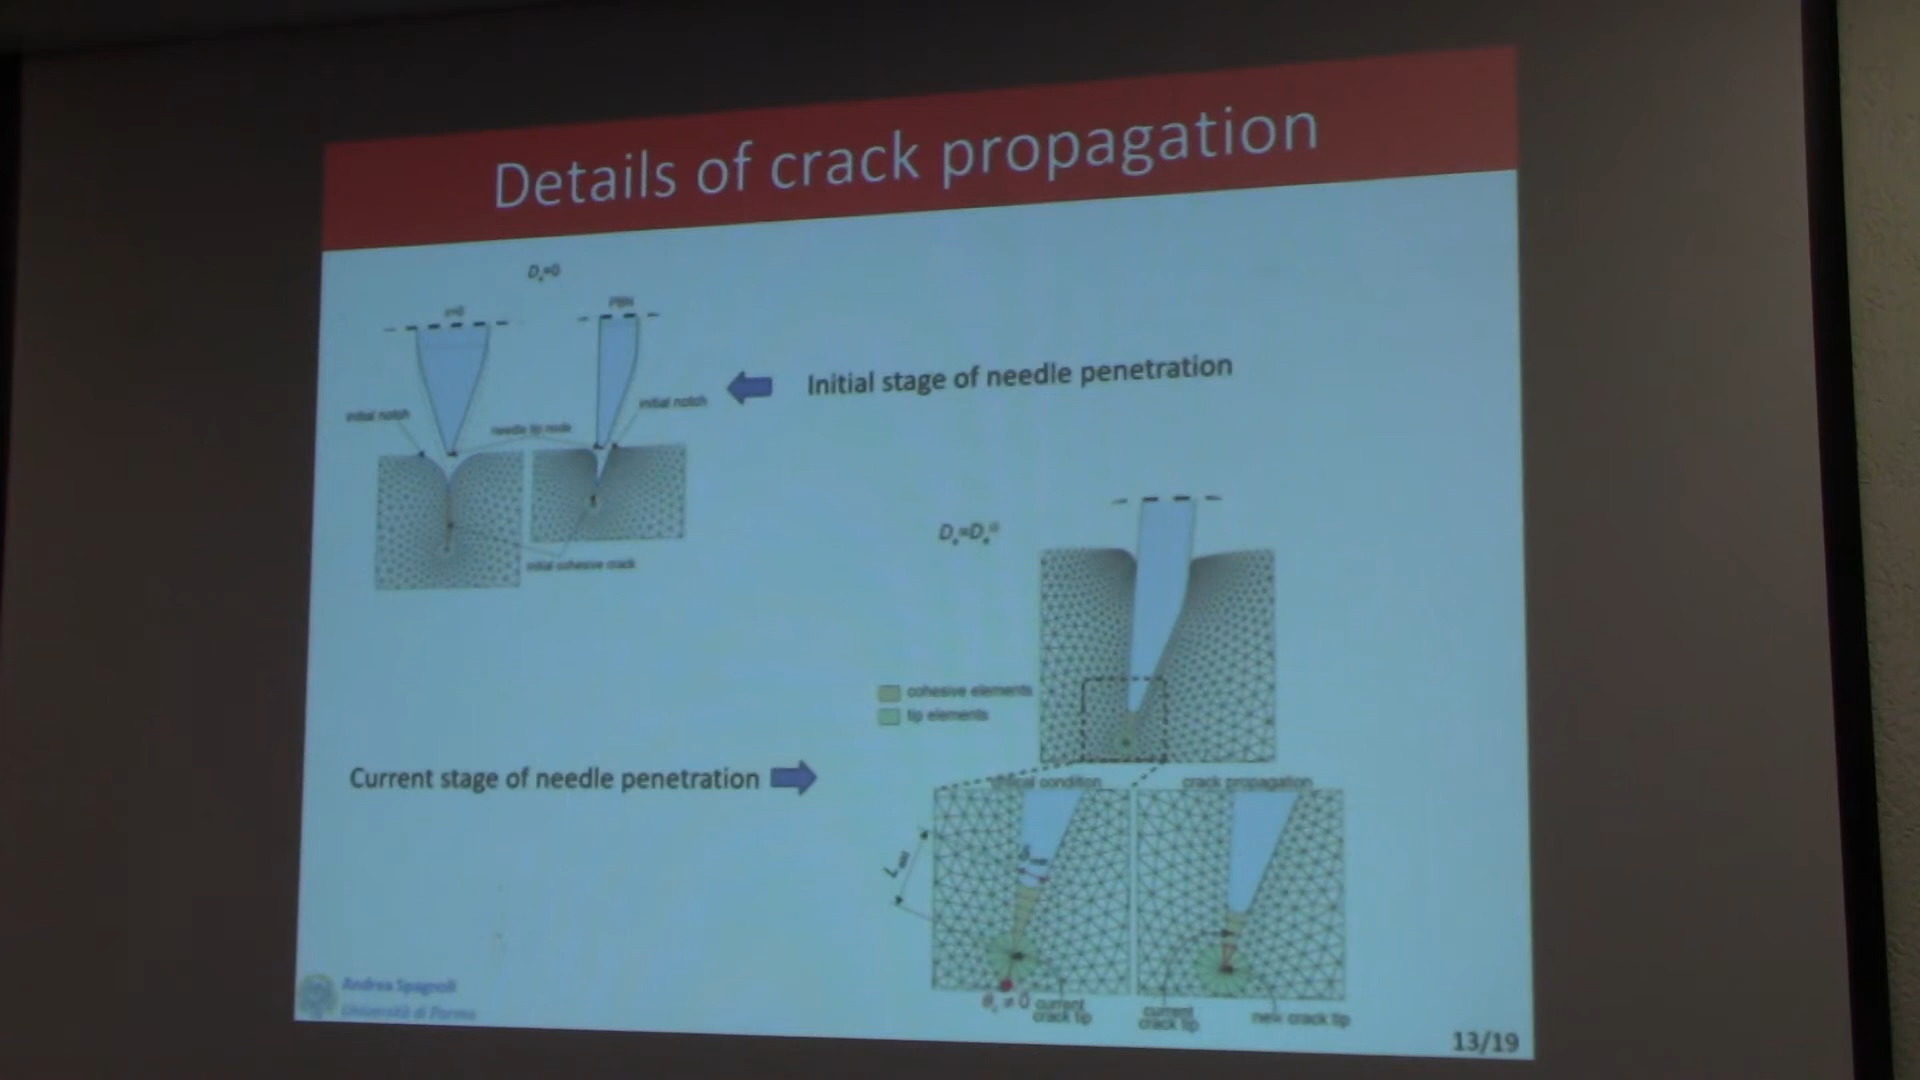 Details of crack propagation
PBN
Initial stage of needle penetration
initial notch
initial notch
needle tip node
initial cohesive crack
cohesive elements
tip elements
Current stage of needle penetration
critical condition
crack propagation
current
crack tip
current
crack tip
new crack tip
Andrea Spagnoli
Università di Parma
13/19